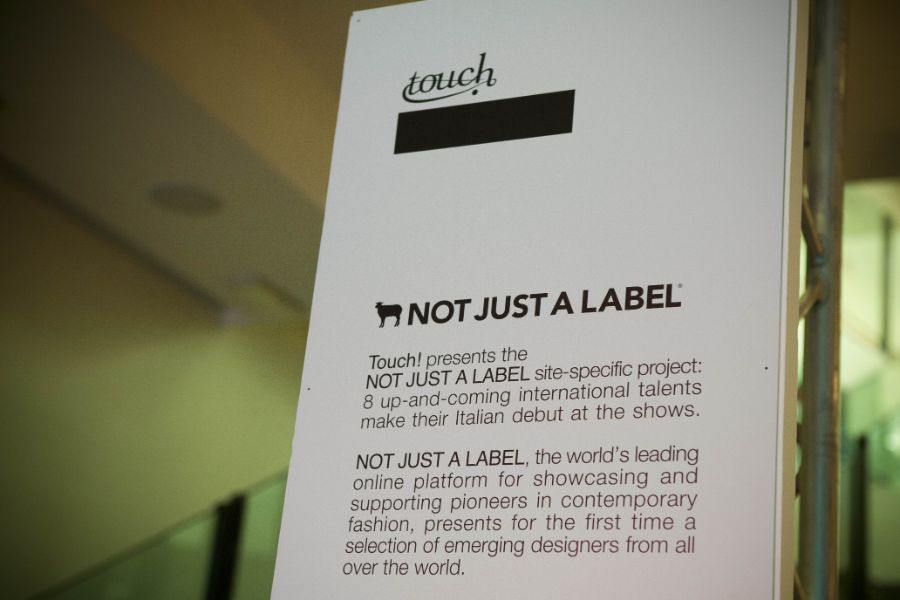 touch!
NOT JUST A LABEL®
Touch! presents the
NOT JUST A LABEL site-specific project:
8 up-and-coming international talents
make their Italian debut at the shows.
NOT JUST A LABEL, the world's leading
online platform for showcasing and
supporting pioneers in contemporary
fashion, presents for the first time a
selection of emerging designers from all
over the world.